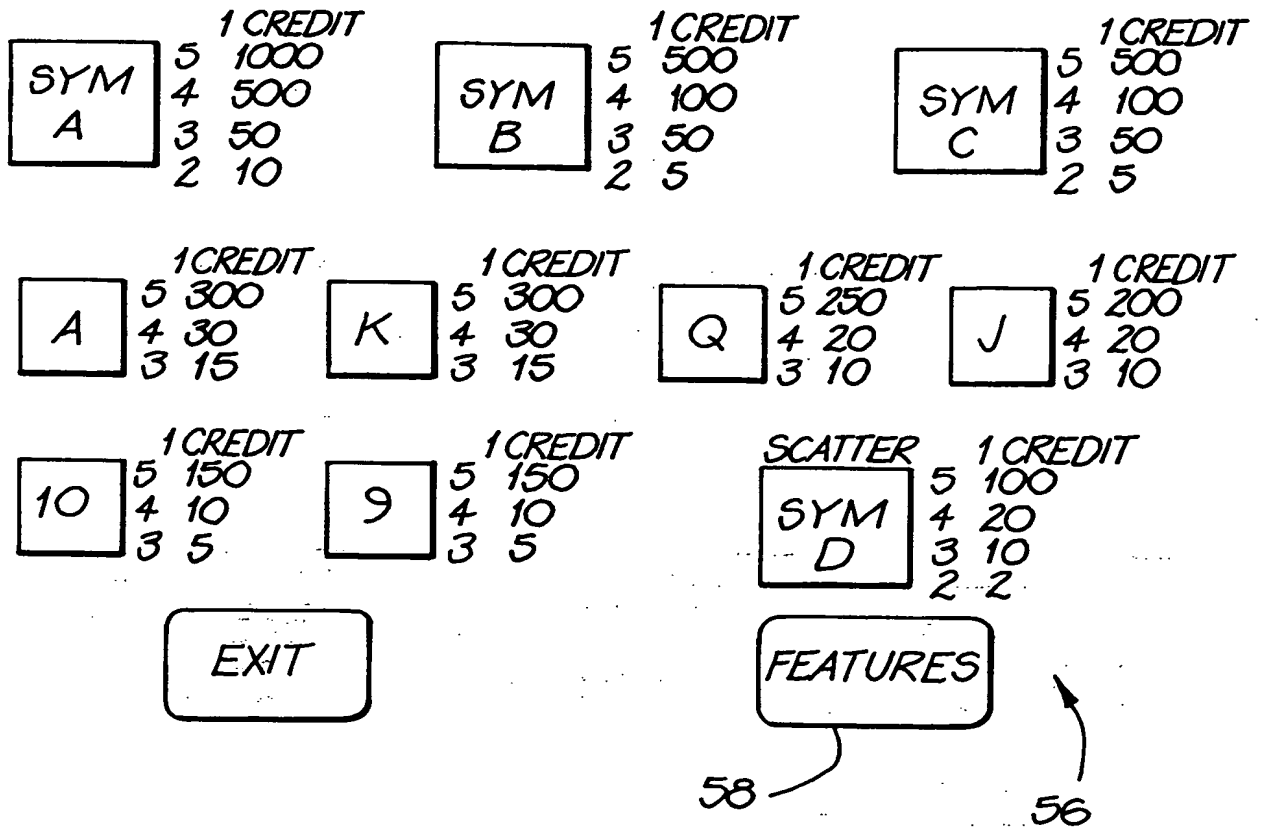 1 CREDIT 1 CREDIT 1 CREDIT
SYM A 5 1000 SYM B 5 500 SYM C 5 500
4 500 4 100 4 100
3 50 3 50 3 50
2 10 2 5 2 5
1 CREDIT 1 CREDIT 1 CREDIT 1 CREDIT
A 5 300 K 5 300 Q 5 250 J 5 200
4 30 4 30 4 20 4 20
3 15 3 15 3 10 3 10
1 CREDIT 1 CREDIT SCATTER 1 CREDIT
10 5 150 9 5 150 SYM D 5 100
4 10 4 10 4 20
3 5 3 5 3 10
2 2
EXIT FEATURES
58 56